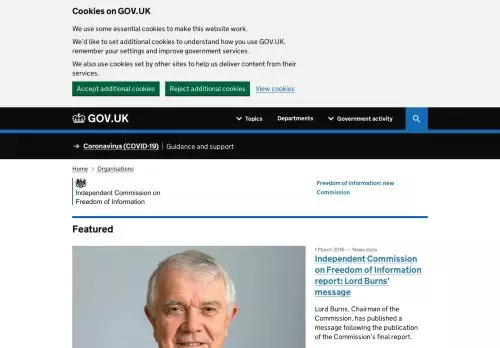 Cookies on GOV.UK
We use some essential cookies to make this website work.
We'd like to set additional cookies to understand how you use GOV.UK,
remember your settings and improve government services.
We also use cookies set by other sites to help us deliver content from their
services.
Accept additional cookies Reject additional cookies View cookies
GOV.UK Topics Departments Government activity
Coronavirus (COVID-19) Guidance and support
Home Organisations
Independent Commission on
Freedom of Information
Freedom of information: new
Commission
Featured
1 March 2016 — News story
Independent Commission
on Freedom of Information
report: Lord Burns'
message
Lord Burns, Chairman of the
Commission, has published a
message following the publication
of the Commission's final report.